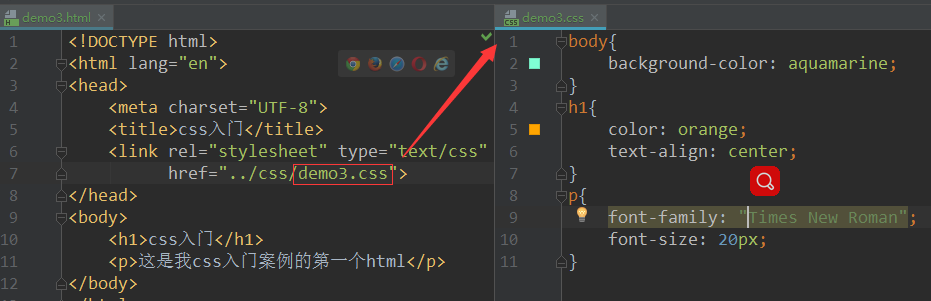 demo3.html
1 <!DOCTYPE html>
2 <html lang="en">
3 <head>
4 <meta charset="UTF-8">
5 <title>css入门</title>
6 <link rel="stylesheet" type="text/css"
7 href="../css/demo3.css">
8 </head>
9 <body>
10 <h1>css入门</h1>
11 <p>这是我css入门案例的第一个html</p>
12 </body>
demo3.css
1 body{
2 background-color: aquamarine;
3 }
4 h1{
5 color: orange;
6 text-align: center;
7 }
8 p{
9 font-family: "Times New Roman";
10 font-size: 20px;
11 }